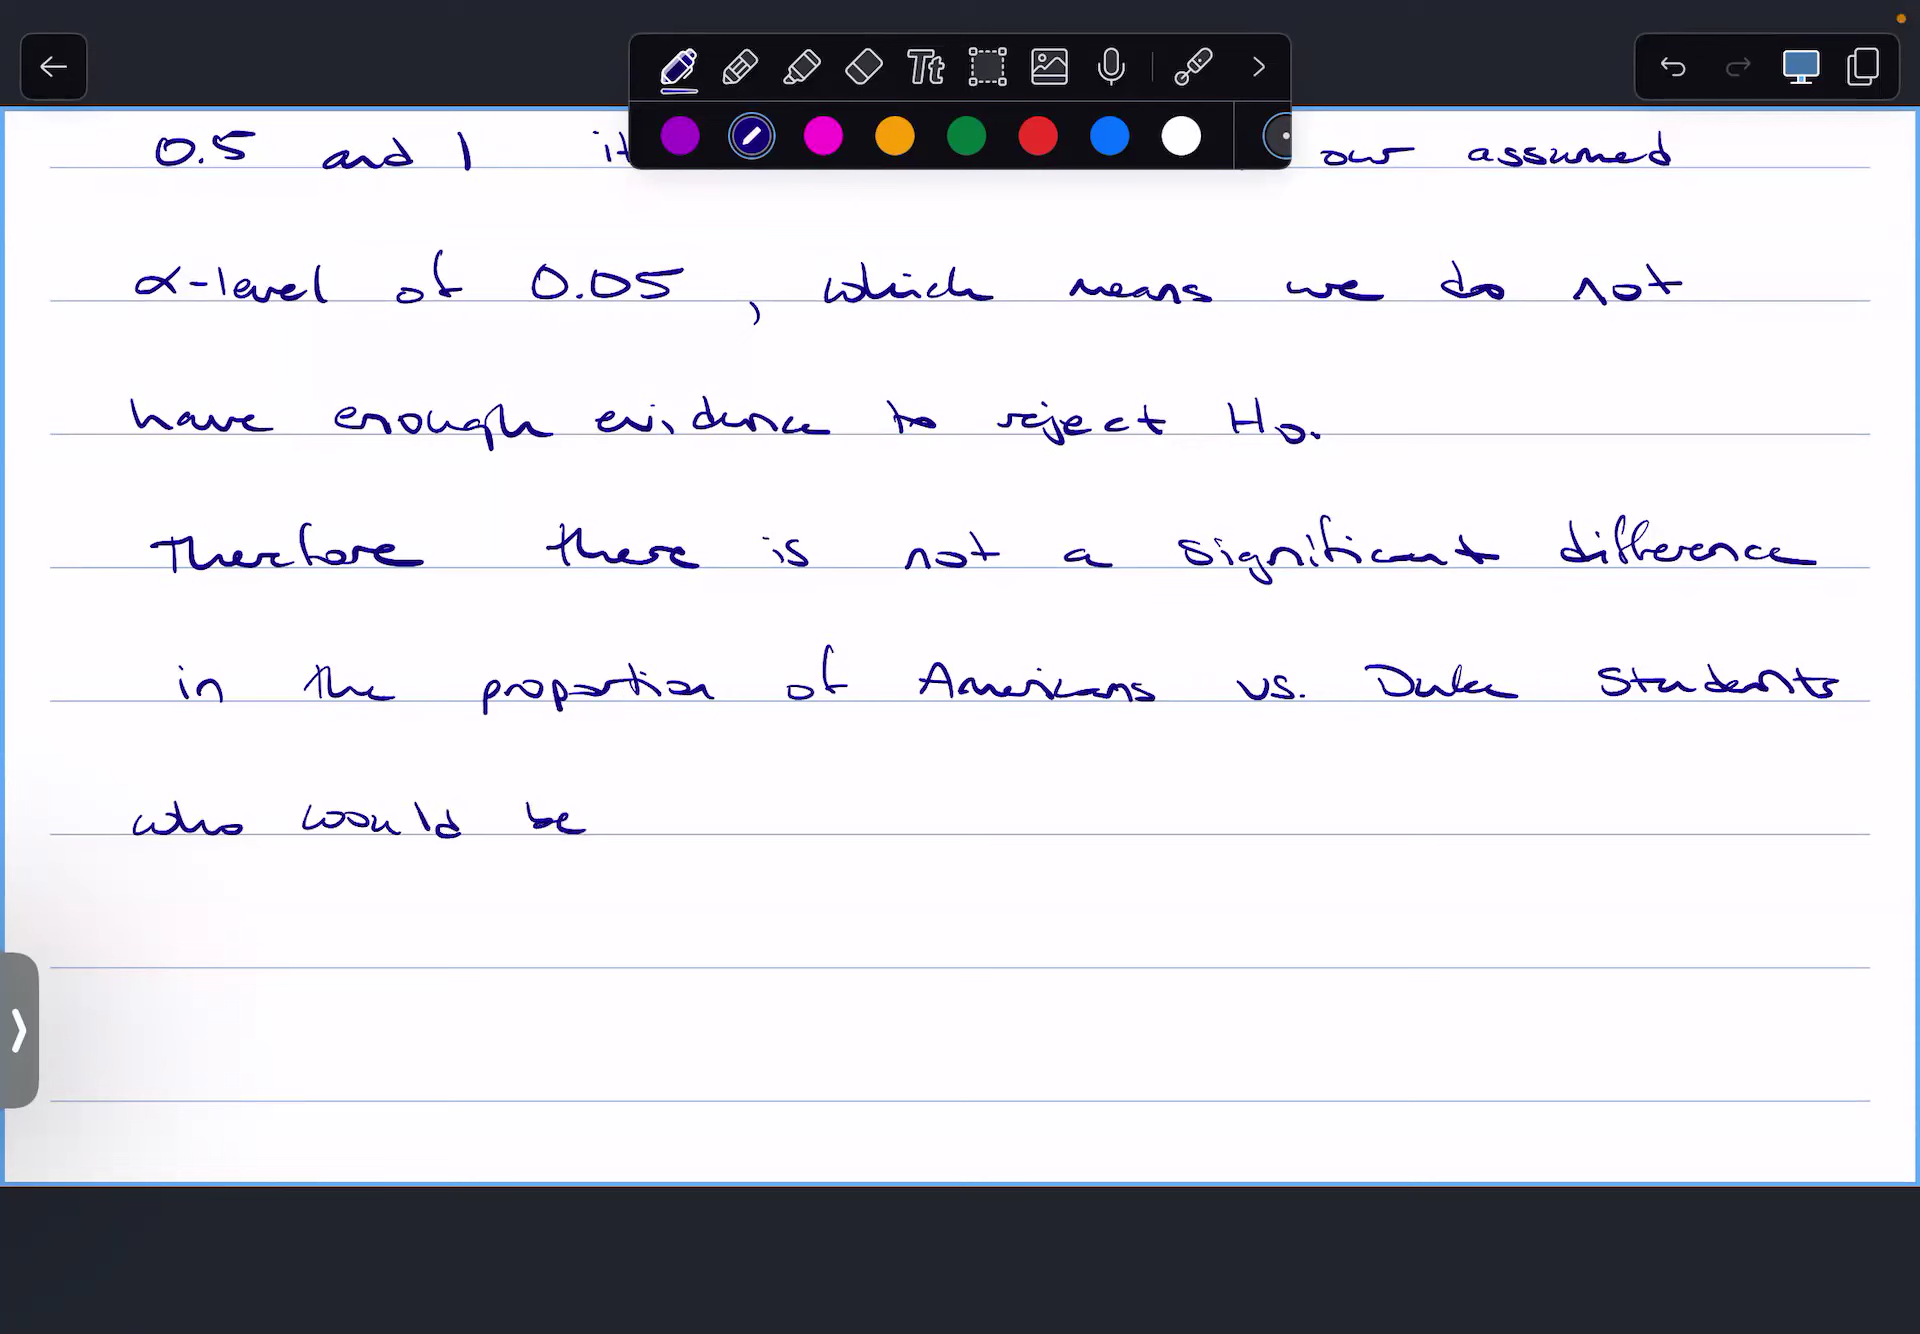 Tt
0.5 and 1 it our assumed
α-level of 0.05, which means we do not
have enough evidence to reject H0.
Therefore there is not a significant difference
in the proportion of Americans vs. Duke Students
who would be